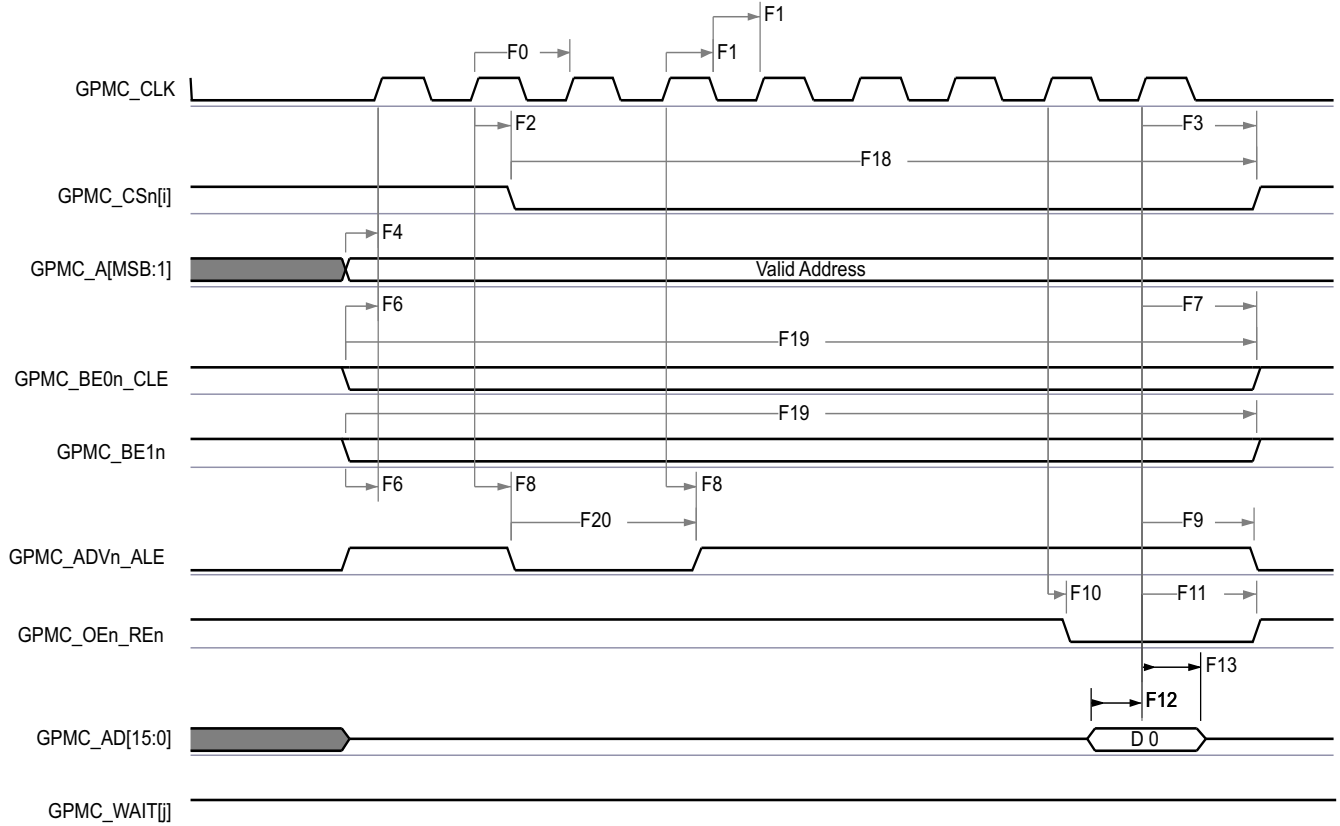 F1
F0 F1
GPMC_CLK
F2 F3
F18
GPMC_CSn[i]
F4
GPMC_A[MSB:1] Valid Address
F6 F7
F19
GPMC_BE0n_CLE
F19
GPMC_BE1n
F6 F8 F8
F20 F9
GPMC_ADVn_ALE
F10 F11
GPMC_OEn_REn
F13
F12
GPMC_AD[15:0] D 0
GPMC_WAIT[j]